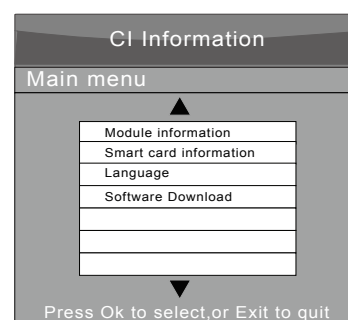 CI Information
Main menu
Module information
Smart card information
Language
Software Download
Press Ok to select,or Exit to quit